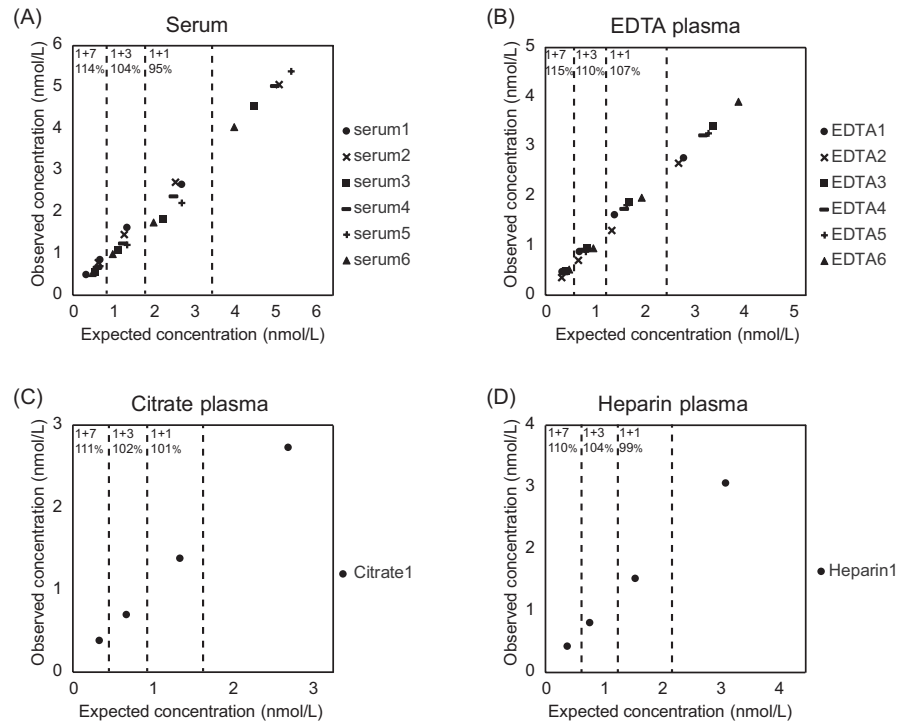 (A)
Serum
Observed concentration (nmol/L)
6
5
4
3
2
1
0
1+7
114%
1+3
104%
1+1
95%
0 1 2 3 4 5 6
Expected concentration (nmol/L)
serum1
serum2
serum3
serum4
serum5
serum6
(B)
EDTA plasma
Observed concentration (nmol/L)
5
4
3
2
1
0
1+7
115%
1+3
110%
1+1
107%
0 1 2 3 4 5
Expected concentration (nmol/L)
EDTA1
EDTA2
EDTA3
EDTA4
EDTA5
EDTA6
(C)
Citrate plasma
Observed concentration (nmol/L)
3
2
1
0
1+7
111%
1+3
102%
1+1
101%
0 1 2 3
Expected concentration (nmol/L)
Citrate1
(D)
Heparin plasma
Observed concentration (nmol/L)
4
3
2
1
0
1+7
110%
1+3
104%
1+1
99%
0 1 2 3 4
Expected concentration (nmol/L)
Heparin1